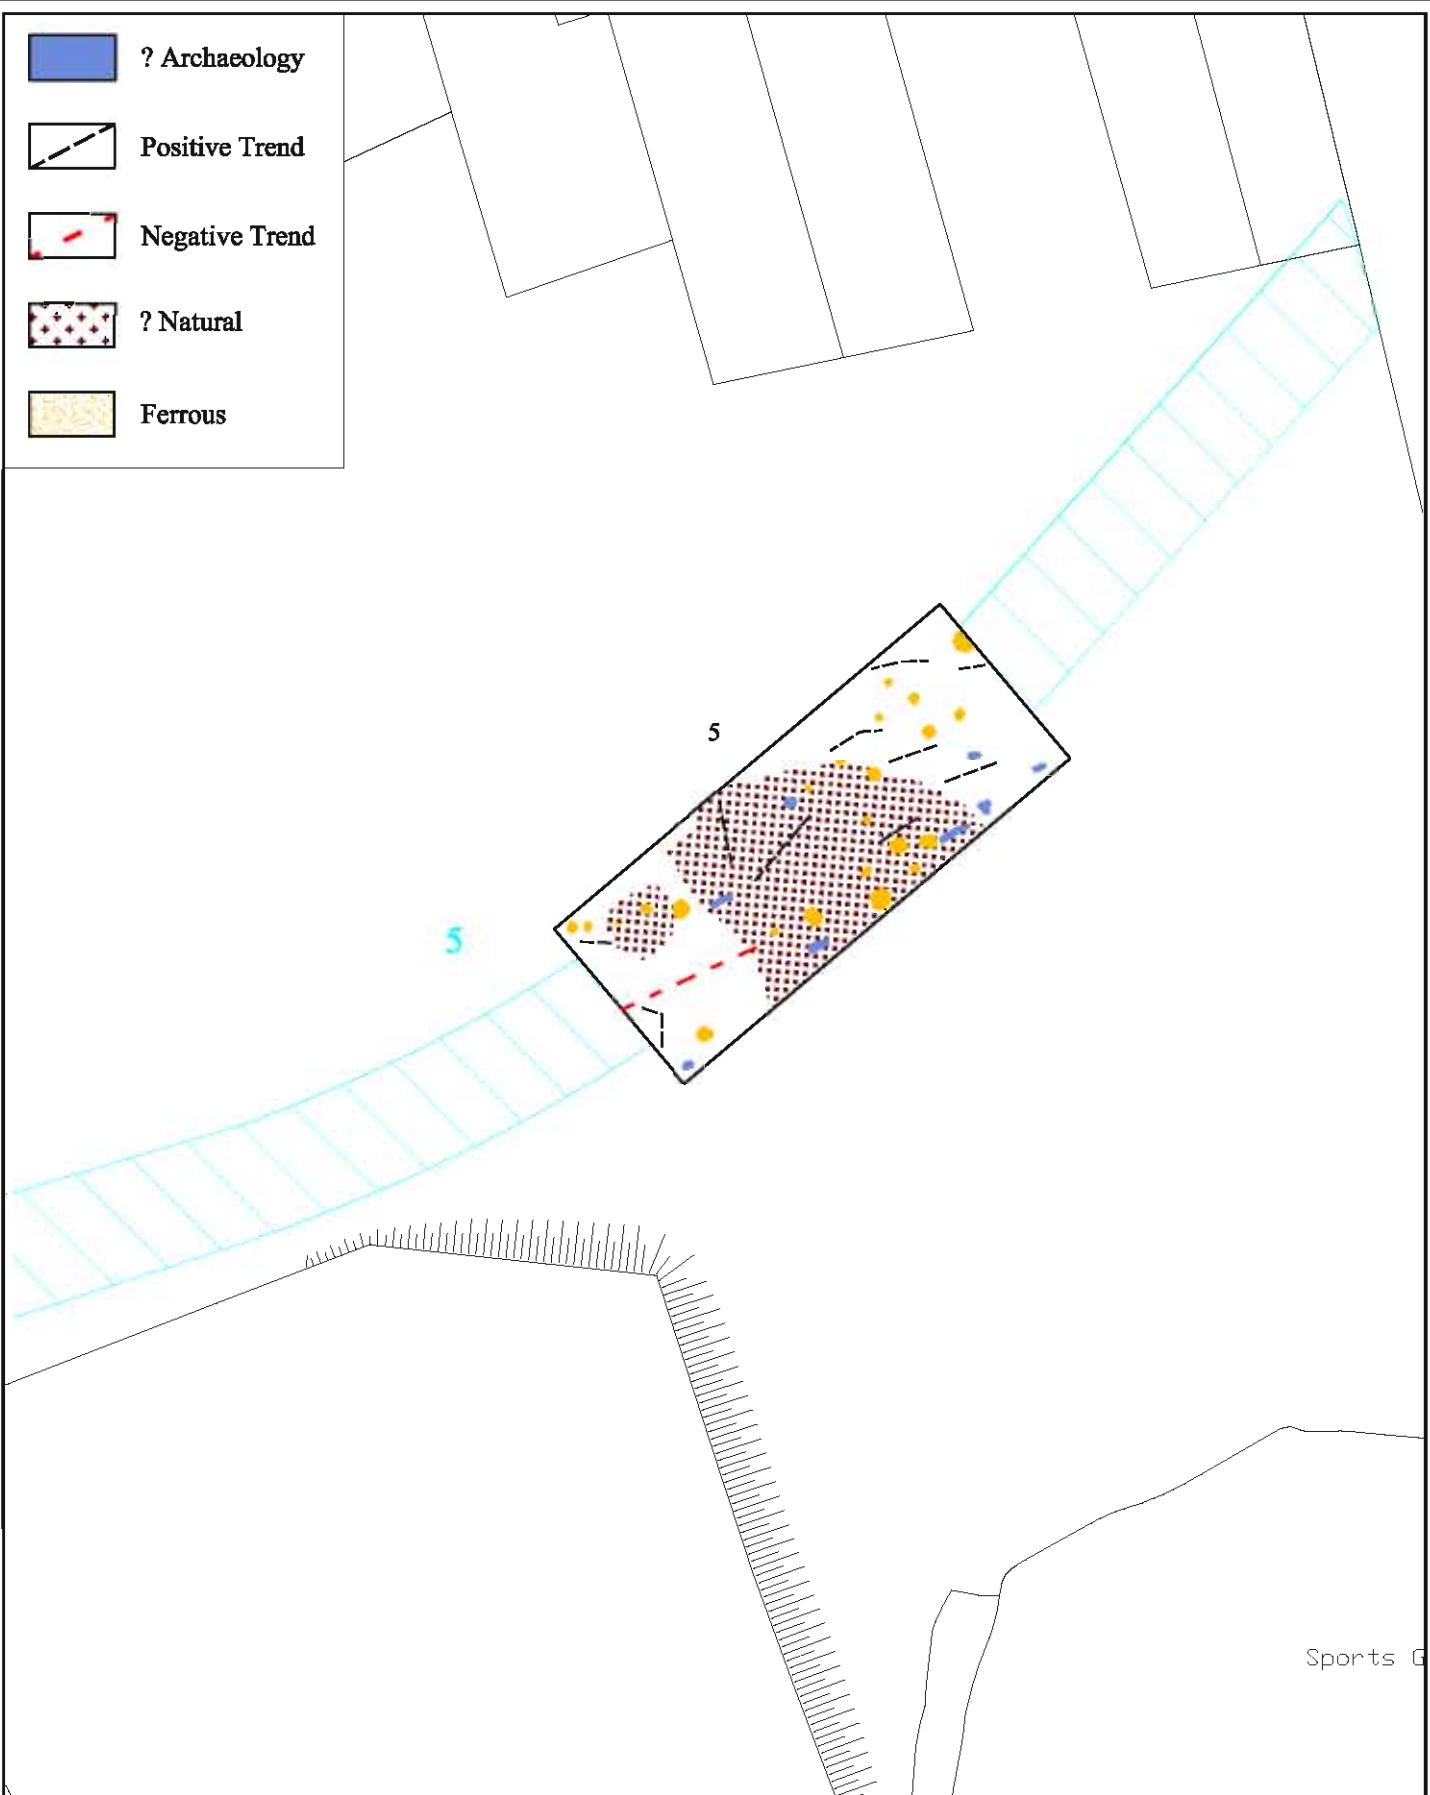 ? Archaeology
Positive Trend
Negative Trend
? Natural
Ferrous
5
5
Sports G